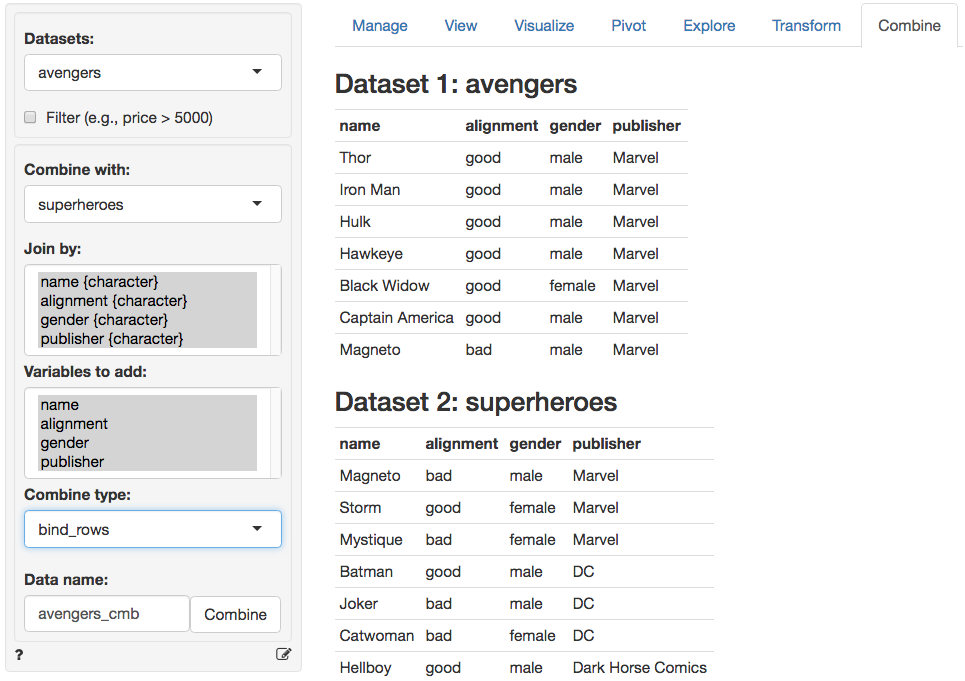 Datasets:
avengers
Filter (e.g., price > 5000)
Combine with:
superheroes
Join by:
name {character}
alignment {character}
gender {character}
publisher {character}
Variables to add:
name
alignment
gender
publisher
Combine type:
bind_rows
Data name:
avengers_cmb Combine
?
Manage View Visualize Pivot Explore Transform Combine
Dataset 1: avengers
name alignment gender publisher
Thor good male Marvel
Iron Man good male Marvel
Hulk good male Marvel
Hawkeye good male Marvel
Black Widow good female Marvel
Captain America good male Marvel
Magneto bad male Marvel
Dataset 2: superheroes
name alignment gender publisher
Magneto bad male Marvel
Storm good female Marvel
Mystique bad female Marvel
Batman good male DC
Joker bad male DC
Catwoman bad female DC
Hellboy good male Dark Horse Comics